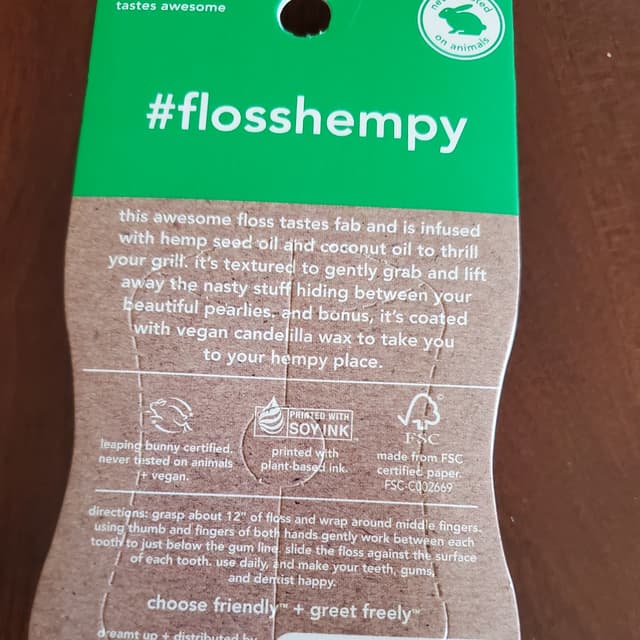 tastes awesome
on animals
#flosshempy
this awesome floss tastes fab and is infused
with hemp seed oil and coconut oil to thrill
your grill. it's textured to gently grab and lift
away the nasty stuff hiding between your
beautiful pearlies. and bonus, it's coated
with vegan candelilla wax to take you
to your hempy place.
leaping bunny certified.
never tested on animals
+ vegan.
PRINTED WITH
SOY INK
printed with
plant-based ink.
FSC
made from FSC
certified paper.
FSC-C002669
directions: grasp about 12" of floss and wrap around middle fingers.
using thumb and fingers of both hands gently work between each
tooth to just below the gum line. slide the floss against the surface
of each tooth. use daily, and make your teeth, gums,
and dentist happy.
choose friendly™ + greet freely™
dreamt up + distributed by